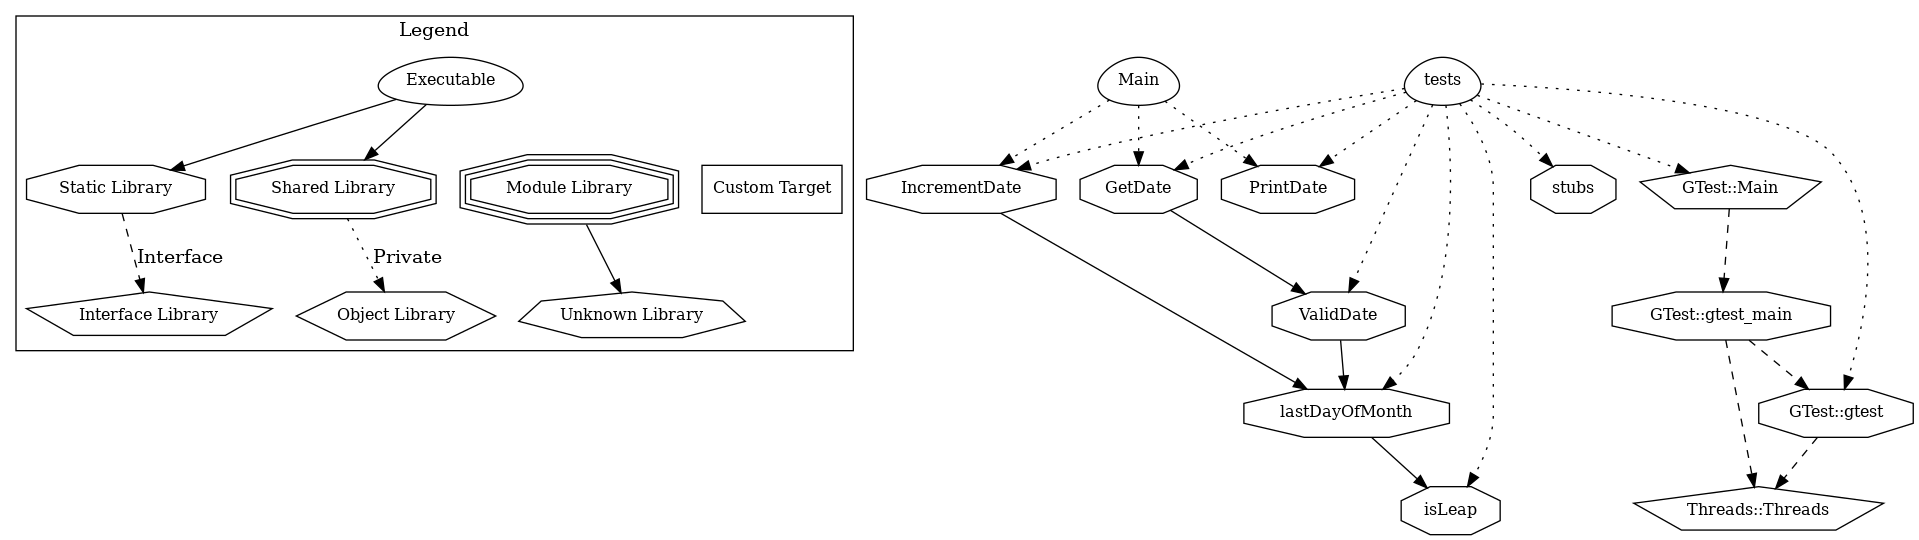 Legend
Executable
Static Library
Shared Library
Module Library
Custom Target
Interface
Private
Interface Library
Object Library
Unknown Library
Main
tests
IncrementDate
GetDate
PrintDate
stubs
GTest::Main
ValidDate
GTest::gtest_main
lastDayOfMonth
GTest::gtest
isLeap
Threads::Threads